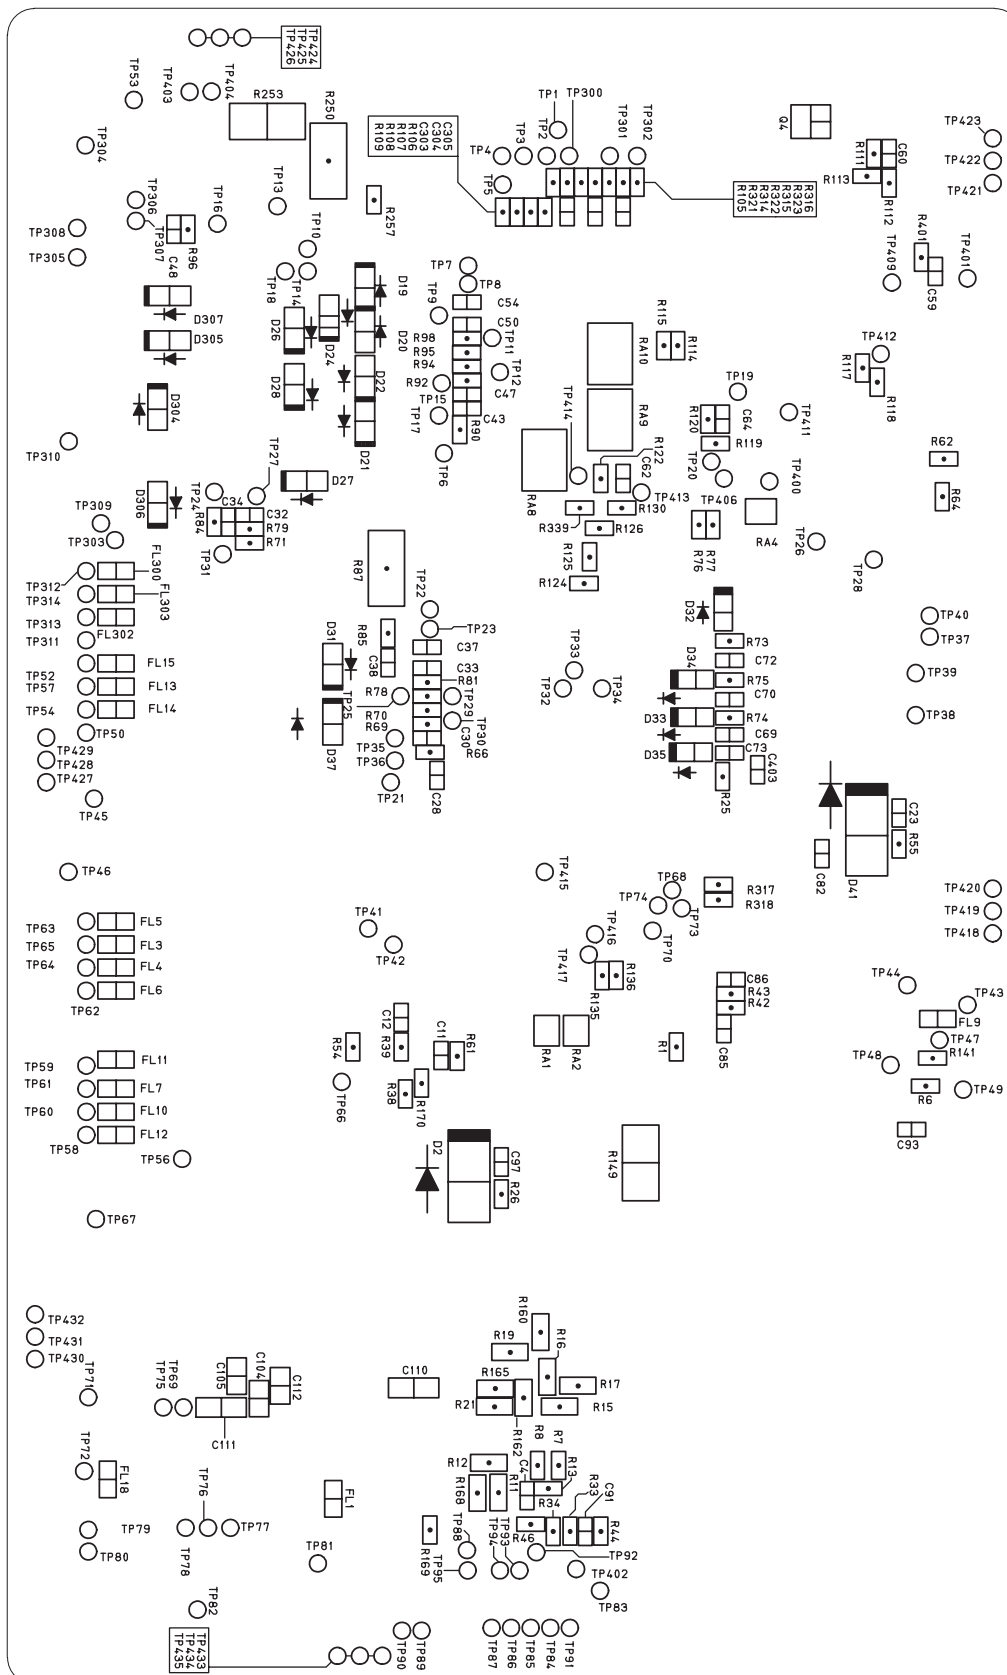 TP424
TP425
TP426
TP53
TP403
TP404
R253
R250
TP304
C305
C304
C303
R106
R107
R108
R109
TP1
TP300
TP2
TP3
TP4
TP5
TP301
TP302
R316
R323
R315
R322
R314
R321
R105
Q4
R111
C60
R113
R112
TP423
TP422
TP421
TP306
TP308
TP307
TP305
C48
R96
TP16
TP13
TP10
TP18
TP14
R257
TP7
TP8
TP9
C54
C50
R98
R95
R94
R92
TP11
TP12
C47
TP15
TP17
C43
R90
TP6
D19
D20
D26
D24
D28
D22
D21
D307
D305
D304
R401
TP401
TP409
C59
R115
R114
RA10
RA9
TP412
R117
R118
TP19
TP411
R120
C64
R119
TP20
TP414
R122
C62
RA8
R339
R130
TP413
TP406
R126
R125
R124
R76
R77
TP400
RA4
TP26
TP28
R62
R64
TP310
TP27
D27
D306
TP24
R84
C34
C32
R79
R71
TP31
TP309
TP303
FL300
TP312
TP314
FL303
TP313
FL302
TP311
TP52
FL15
TP57
FL13
TP54
FL14
TP50
TP429
TP428
TP427
TP45
R87
TP22
TP23
R85
C38
C37
C33
R81
D31
TP25
R78
R70
R69
TP29
TP30
C30
R66
D37
TP35
TP36
TP21
C28
TP33
TP32
TP34
D32
R73
C72
D34
R75
C70
D33
R74
C69
D35
C73
C403
R25
TP40
TP37
TP39
TP38
C23
R55
C82
D41
TP46
TP415
TP68
TP74
TP73
TP70
R317
R318
TP420
TP419
TP418
TP63
FL5
TP65
FL3
TP64
FL4
FL6
TP62
TP41
TP42
TP416
TP417
R136
R135
C86
R43
R42
C85
TP44
TP43
FL9
TP47
R141
TP48
R6
TP49
C93
TP59
FL11
TP61
FL7
TP60
FL10
TP58
FL12
TP56
TP67
R54
C12
R39
C11
R61
TP66
R38
R170
RA1
RA2
R1
D2
C97
R26
R149
TP432
TP431
TP430
TP71
TP75
TP69
C105
C104
C112
C111
C110
R160
R19
R16
R165
R21
R17
R15
R162
TP72
FL18
TP76
TP79
TP77
TP80
TP78
FL1
TP81
TP82
R12
R168
R11
R8
R7
C4
R13
R33
C91
R34
R44
R46
R169
TP88
TP95
TP94
TP93
TP92
TP402
TP83
TP433
TP434
TP435
TP90
TP89
TP87
TP86
TP85
TP84
TP91